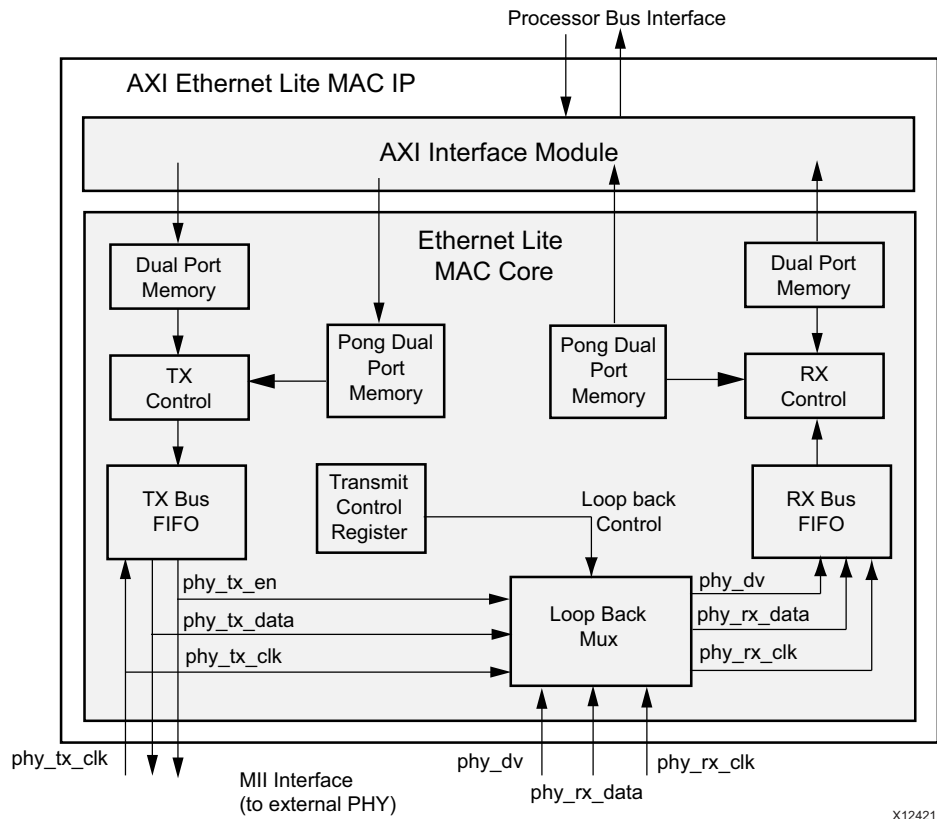 Processor Bus Interface
AXI Ethernet Lite MAC IP
AXI Interface Module
Ethernet Lite
MAC Core
Dual Port
Memory
Dual Port
Memory
Pong Dual
Port
Memory
Pong Dual
Port
Memory
TX
Control
RX
Control
TX Bus
FIFO
Transmit
Control
Register
Loop back
Control
RX Bus
FIFO
phy_tx_en
phy_tx_data
phy_tx_clk
Loop Back
Mux
phy_dv
phy_rx_data
phy_rx_clk
phy_tx_clk
MII Interface
(to external PHY)
phy_dv
phy_rx_data
phy_rx_clk
X12421